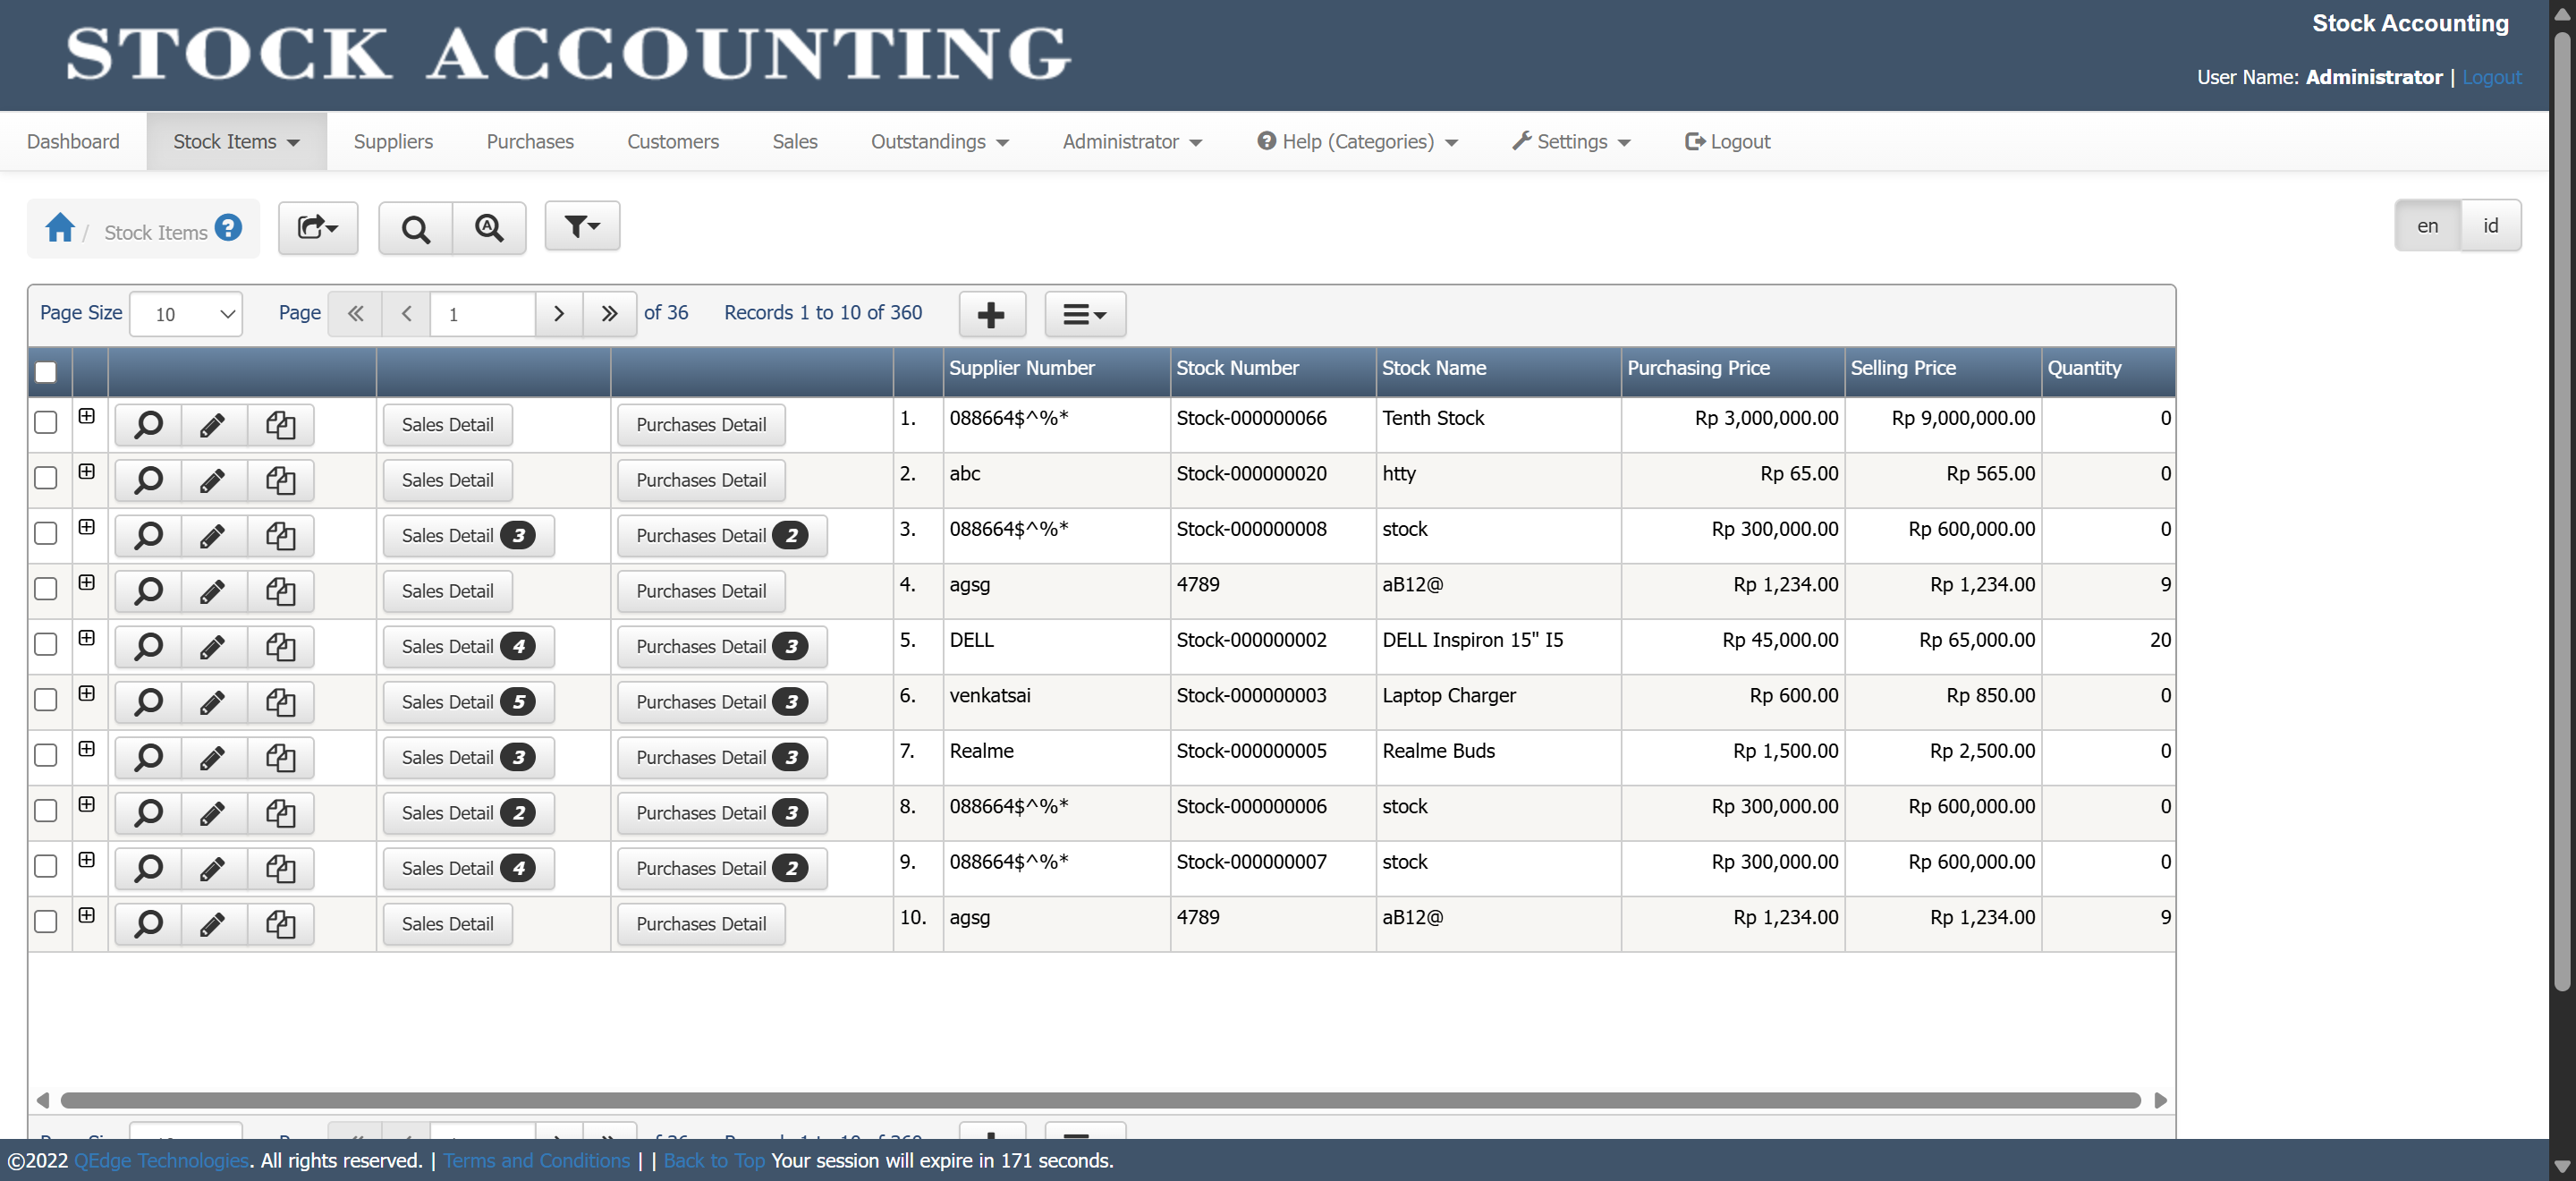 STOCK ACCOUNTING
Stock Accounting
User Name: Administrator | Logout
Dashboard Stock Items Suppliers Purchases Customers Sales Outstandings Administrator Help (Categories) Settings Logout
/ Stock Items ? A en id
Page Size 10 Page « ‹ 1 › » of 36 Records 1 to 10 of 360
Supplier Number Stock Number Stock Name Purchasing Price Selling Price Quantity
Sales Detail Purchases Detail 1. 088664$^%* Stock-000000066 Tenth Stock Rp 3,000,000.00 Rp 9,000,000.00 0
Sales Detail Purchases Detail 2. abc Stock-000000020 htty Rp 65.00 Rp 565.00 0
Sales Detail 3 Purchases Detail 2 3. 088664$^%* Stock-000000008 stock Rp 300,000.00 Rp 600,000.00 0
Sales Detail Purchases Detail 4. agsg 4789 aB12@ Rp 1,234.00 Rp 1,234.00 9
Sales Detail 4 Purchases Detail 3 5. DELL Stock-000000002 DELL Inspiron 15" I5 Rp 45,000.00 Rp 65,000.00 20
Sales Detail 5 Purchases Detail 3 6. venkatsai Stock-000000003 Laptop Charger Rp 600.00 Rp 850.00 0
Sales Detail 3 Purchases Detail 3 7. Realme Stock-000000005 Realme Buds Rp 1,500.00 Rp 2,500.00 0
Sales Detail 2 Purchases Detail 3 8. 088664$^%* Stock-000000006 stock Rp 300,000.00 Rp 600,000.00 0
Sales Detail 4 Purchases Detail 2 9. 088664$^%* Stock-000000007 stock Rp 300,000.00 Rp 600,000.00 0
Sales Detail Purchases Detail 10. agsg 4789 aB12@ Rp 1,234.00 Rp 1,234.00 9
©2022 QEdge Technologies. All rights reserved. | Terms and Conditions | | Back to Top Your session will expire in 171 seconds.